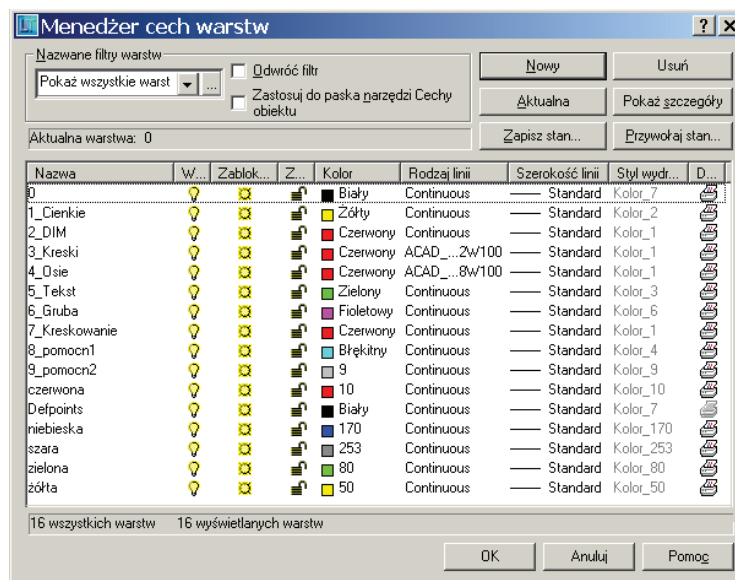 Menedżer cech warstw
Nazwane filtry warstw
Pokaż wszystkie warst
...
Odwróć filtr
Zastosuj do paska narzędzi Cechy
obiektu
Nowy
Usuń
Aktualna
Pokaż szczegóły
Aktualna warstwa: 0
Zapisz stan...
Przywołaj stan...
Nazwa W... Zablok... Z... Kolor Rodzaj linii Szerokość linii Styl wydr... D...
0 Biały Continuous Standard Kolor_7
1_Cienkie Żółty Continuous Standard Kolor_2
2_DIM Czerwony Continuous Standard Kolor_1
3_Kreski Czerwony ACAD_...2W100 Standard Kolor_1
4_Osie Czerwony ACAD_...8W100 Standard Kolor_1
5_Tekst Zielony Continuous Standard Kolor_3
6_Gruba Fioletowy Continuous Standard Kolor_6
7_Kreskowanie Czerwony Continuous Standard Kolor_1
8_pomocn1 Błękitny Continuous Standard Kolor_4
9_pomocn2 9 Continuous Standard Kolor_9
czerwona 10 Continuous Standard Kolor_10
Defpoints Biały Continuous Standard Kolor_7
niebieska 170 Continuous Standard Kolor_170
szara 253 Continuous Standard Kolor_253
zielona 80 Continuous Standard Kolor_80
żółta 50 Continuous Standard Kolor_50
16 wszystkich warstw 16 wyświetlanych warstw
OK
Anuluj
Pomoc